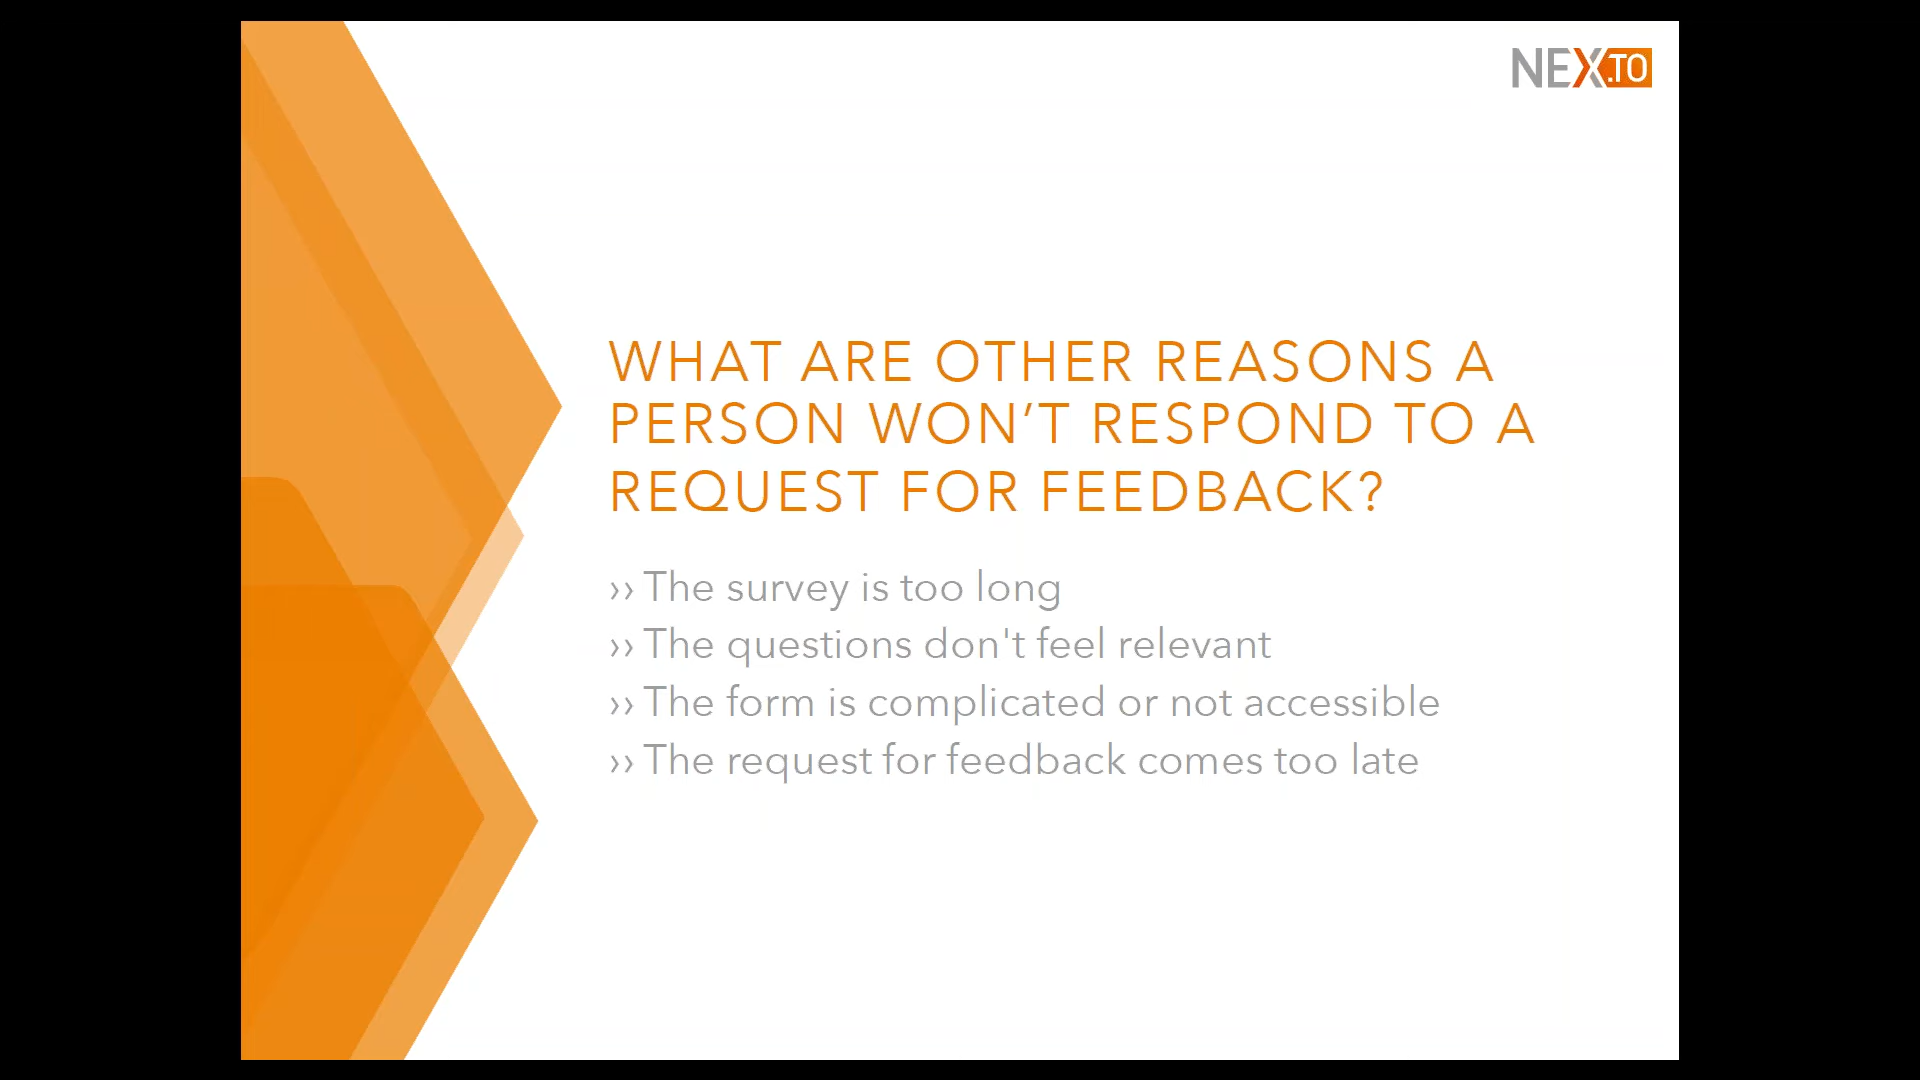 NEX.TO
WHAT ARE OTHER REASONS A
PERSON WON’T RESPOND TO A
REQUEST FOR FEEDBACK?
›› The survey is too long
›› The questions don't feel relevant
›› The form is complicated or not accessible
›› The request for feedback comes too late